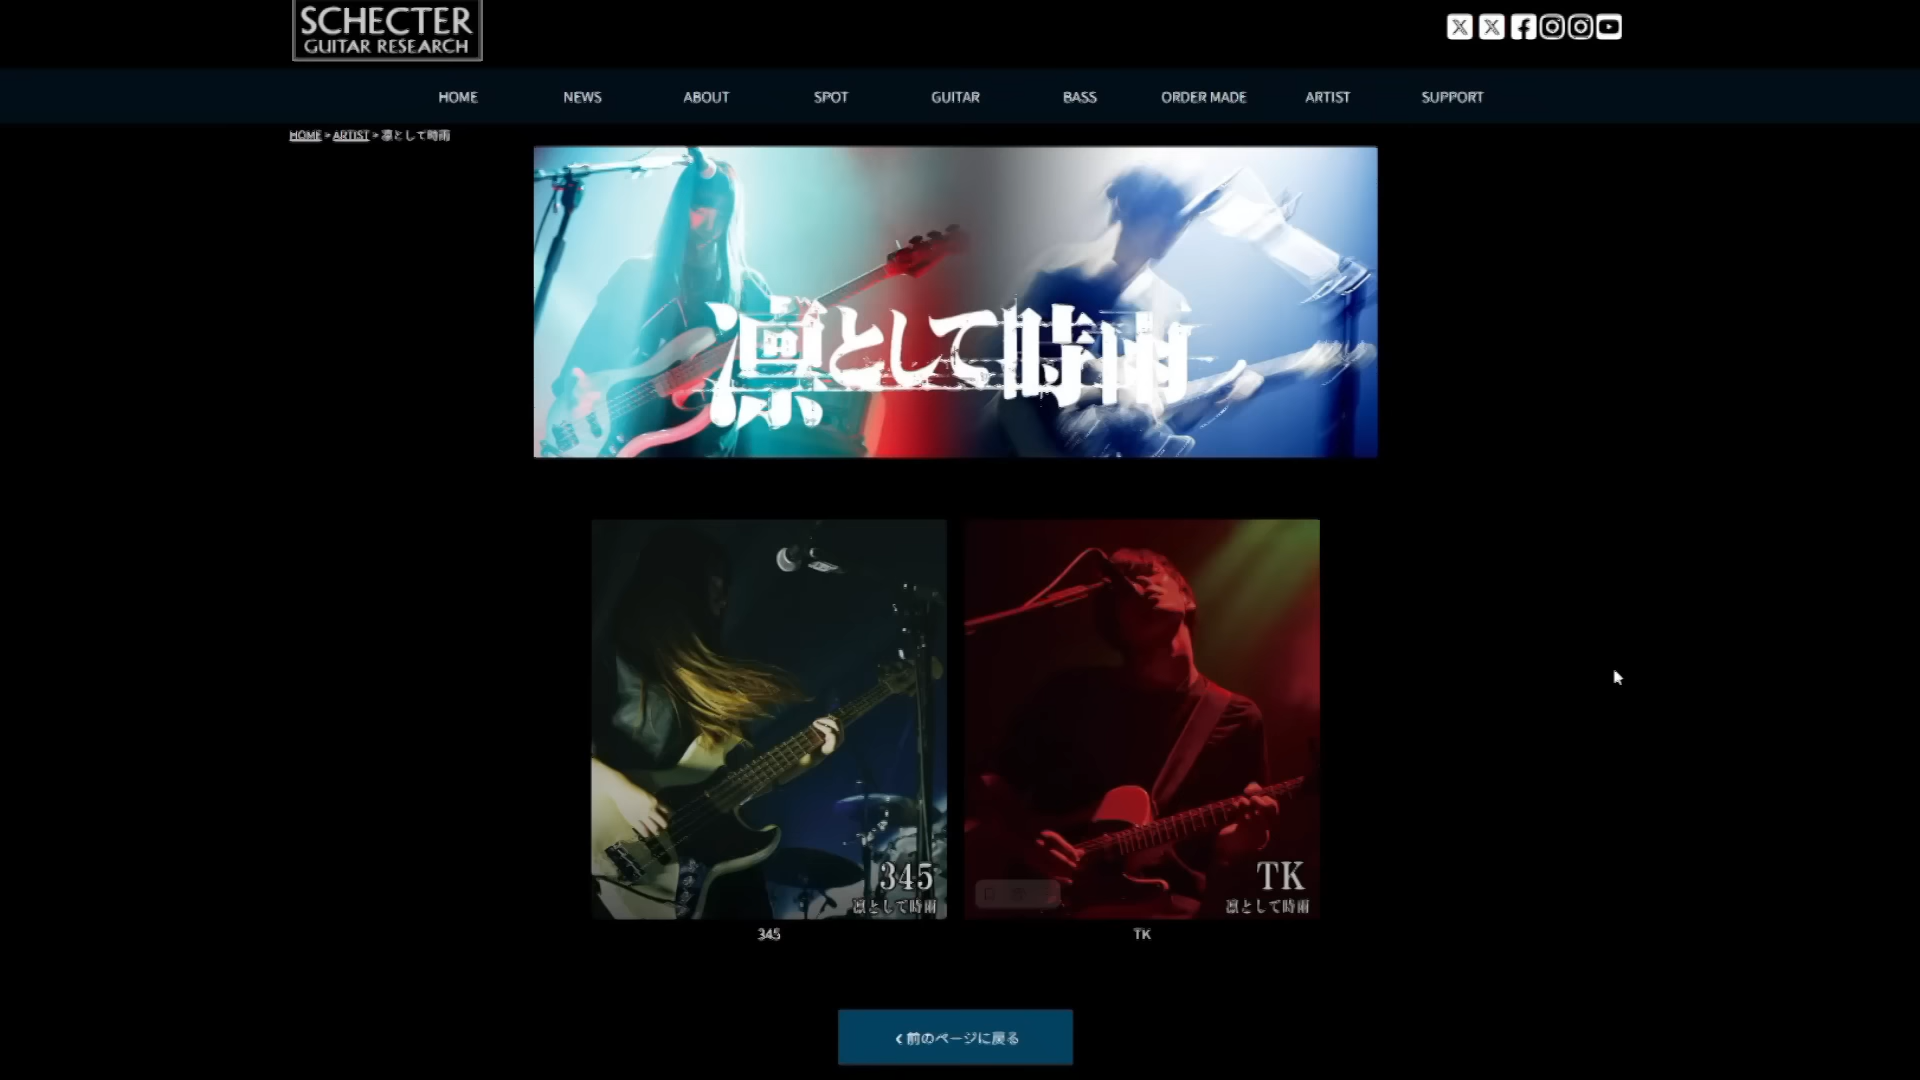 SCHECTER
GUITAR RESEARCH
HOME
NEWS
ABOUT
SPOT
GUITAR
BASS
ORDER MADE
ARTIST
SUPPORT
HOME > ARTIST > 凛として時雨
凛として時雨
345
凛として時雨
TK
凛として時雨
345
TK
‹ 前のページに戻る